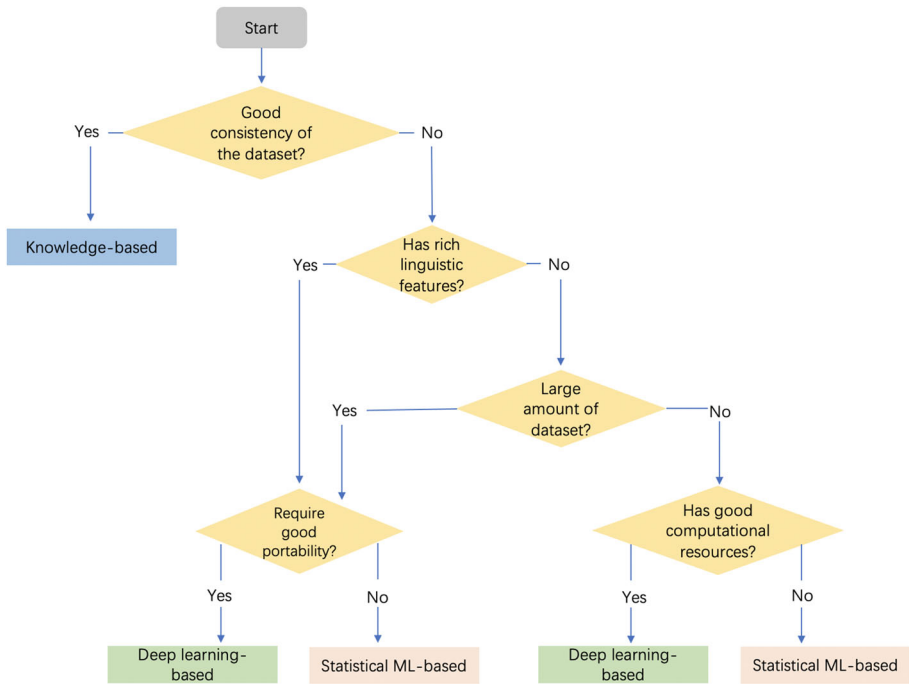 Start
Good
consistency of
the dataset?
Yes
No
Knowledge-based
Has rich
linguistic
features?
Yes
No
Large
amount of
dataset?
Yes
No
Require
good
portability?
Has good
computational
resources?
Yes
No
Yes
No
Deep learning-
based
Statistical ML-based
Deep learning-
based
Statistical ML-based